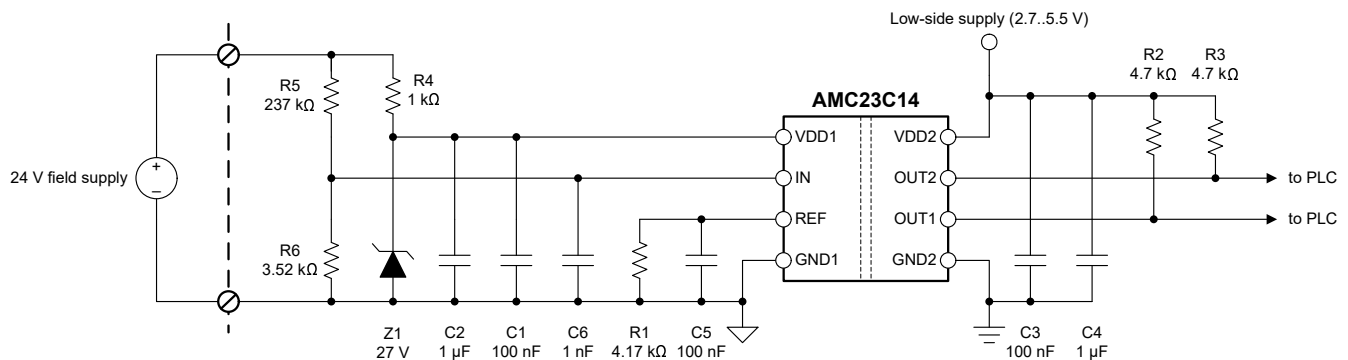 Low-side supply (2.7..5.5 V)
R2
4.7 kΩ
R3
4.7 kΩ
R5
237 kΩ
R4
1 kΩ
AMC23C14
VDD1
VDD2
24 V field supply
+
–
IN
OUT2
to PLC
REF
OUT1
to PLC
R6
3.52 kΩ
GND1
GND2
Z1
27 V
C2
1 µF
C1
100 nF
C6
1 nF
R1
4.17 kΩ
C5
100 nF
C3
100 nF
C4
1 µF